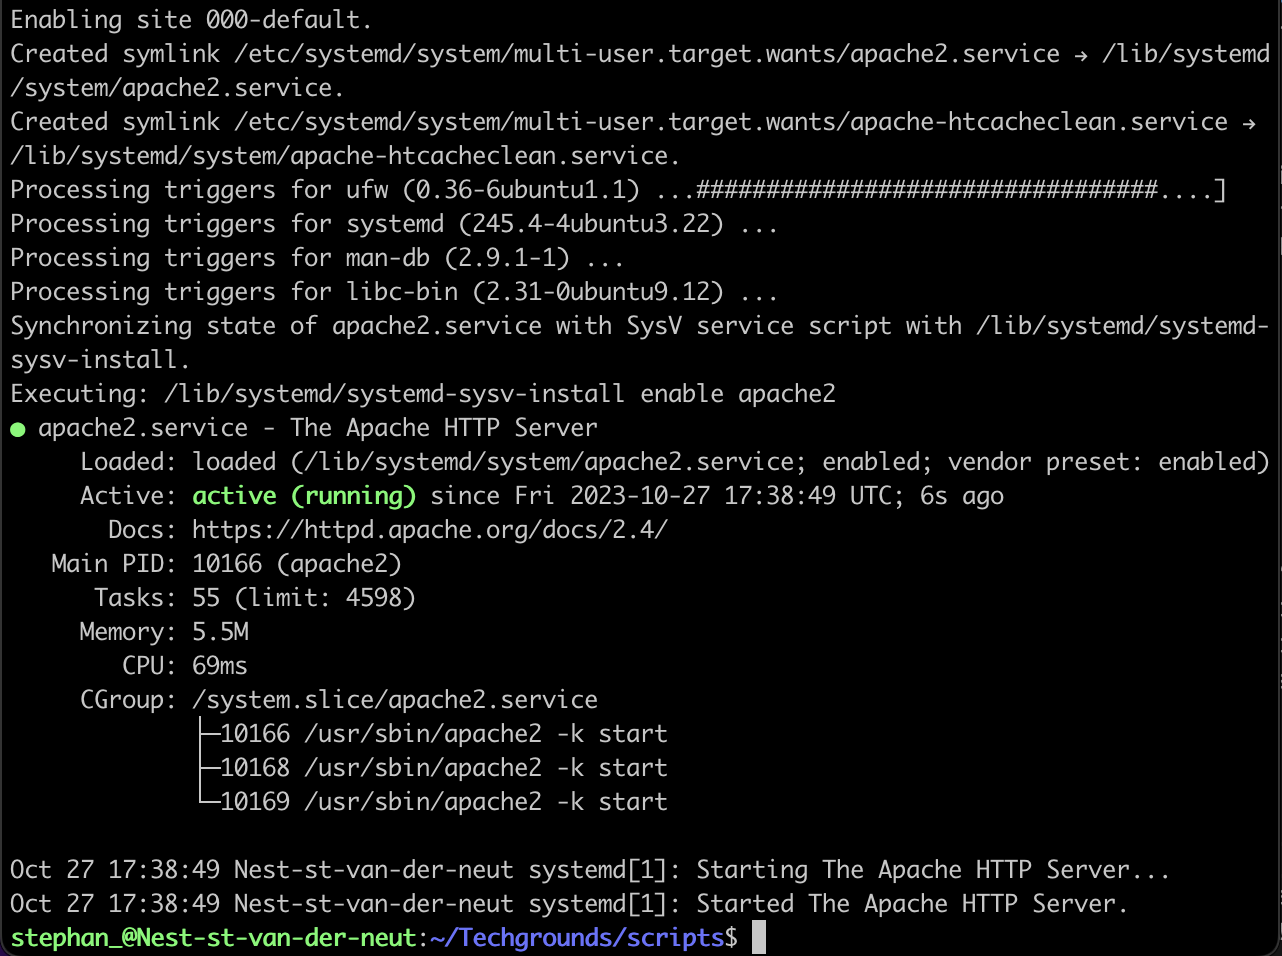 Enabling site 000-default.
Created symlink /etc/systemd/system/multi-user.target.wants/apache2.service → /lib/systemd
/system/apache2.service.
Created symlink /etc/systemd/system/multi-user.target.wants/apache-htcacheclean.service →
/lib/systemd/system/apache-htcacheclean.service.
Processing triggers for ufw (0.36-6ubuntu1.1) ...#################################....]
Processing triggers for systemd (245.4-4ubuntu3.22) ...
Processing triggers for man-db (2.9.1-1) ...
Processing triggers for libc-bin (2.31-0ubuntu9.12) ...
Synchronizing state of apache2.service with SysV service script with /lib/systemd/systemd-
sysv-install.
Executing: /lib/systemd/systemd-sysv-install enable apache2
● apache2.service - The Apache HTTP Server
     Loaded: loaded (/lib/systemd/system/apache2.service; enabled; vendor preset: enabled)
     Active: active (running) since Fri 2023-10-27 17:38:49 UTC; 6s ago
       Docs: https://httpd.apache.org/docs/2.4/
   Main PID: 10166 (apache2)
      Tasks: 55 (limit: 4598)
     Memory: 5.5M
        CPU: 69ms
     CGroup: /system.slice/apache2.service
             ├─10166 /usr/sbin/apache2 -k start
             ├─10168 /usr/sbin/apache2 -k start
             └─10169 /usr/sbin/apache2 -k start

Oct 27 17:38:49 Nest-st-van-der-neut systemd[1]: Starting The Apache HTTP Server...
Oct 27 17:38:49 Nest-st-van-der-neut systemd[1]: Started The Apache HTTP Server.
stephan_@Nest-st-van-der-neut:~/Techgrounds/scripts$